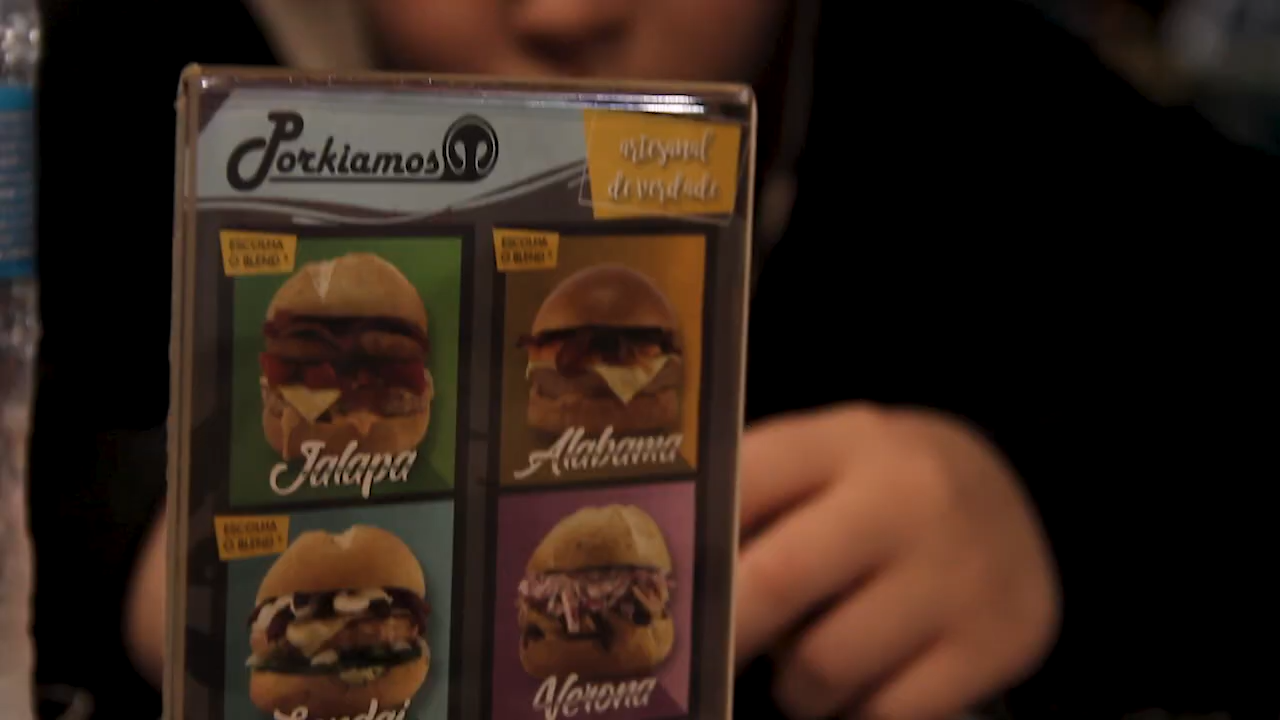 Porkiamos
artesanal
de verdade
ESCOLHA
O BLEND
ESCOLHA
O BLEND
Jalapa
Alabama
ESCOLHA
O BLEND
Verona